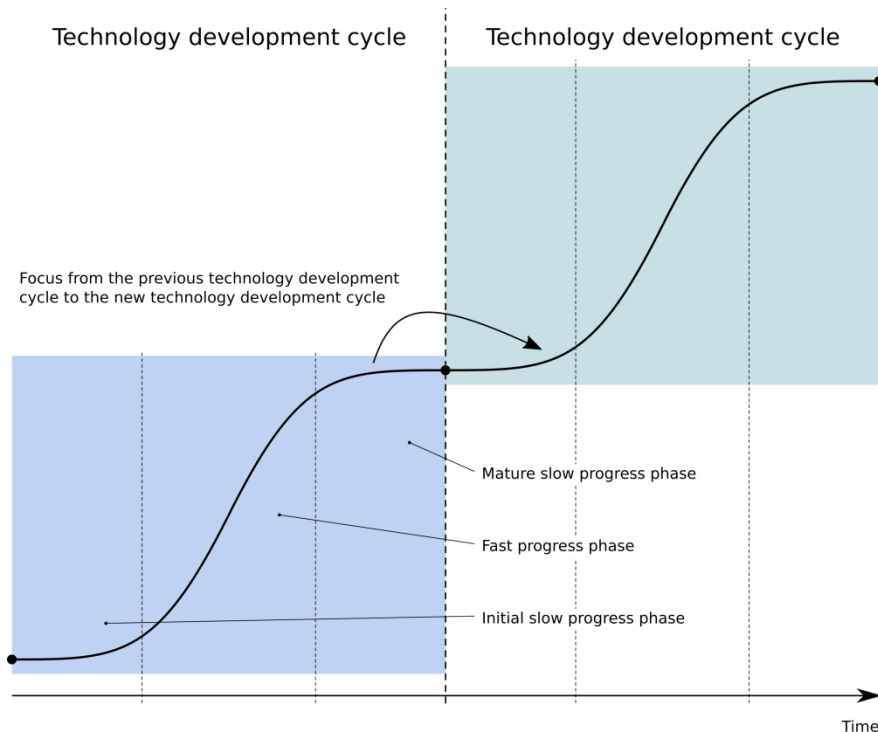 Technology development cycle
Technology development cycle
Focus from the previous technology development
cycle to the new technology development cycle
Mature slow progress phase
Fast progress phase
Initial slow progress phase
Time